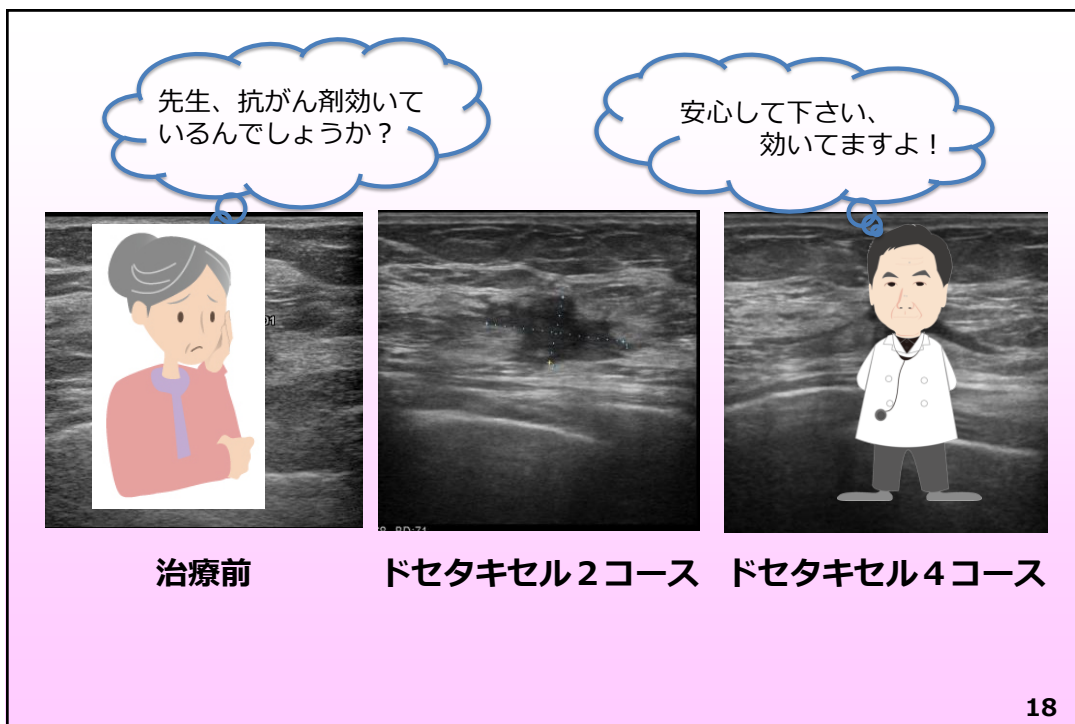 先生、抗がん剤効いて
いるんでしょうか？
安心して下さい、
効いてますよ！
治療前
ドセタキセル２コース
ドセタキセル４コース
18